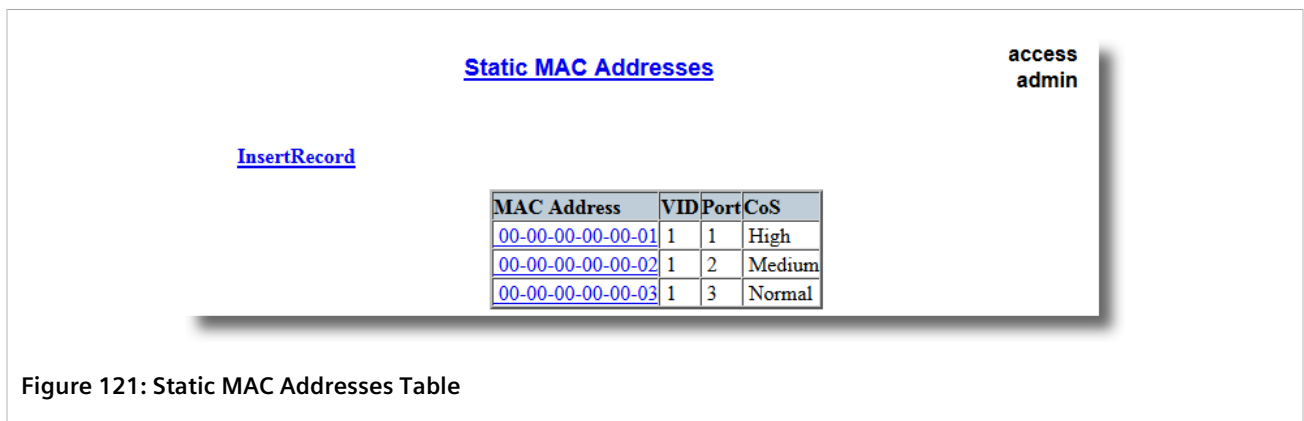 Static MAC Addresses
access
admin
InsertRecord
MAC Address VID Port CoS
00-00-00-00-00-01 1 1 High
00-00-00-00-00-02 1 2 Medium
00-00-00-00-00-03 1 3 Normal
Figure 121: Static MAC Addresses Table